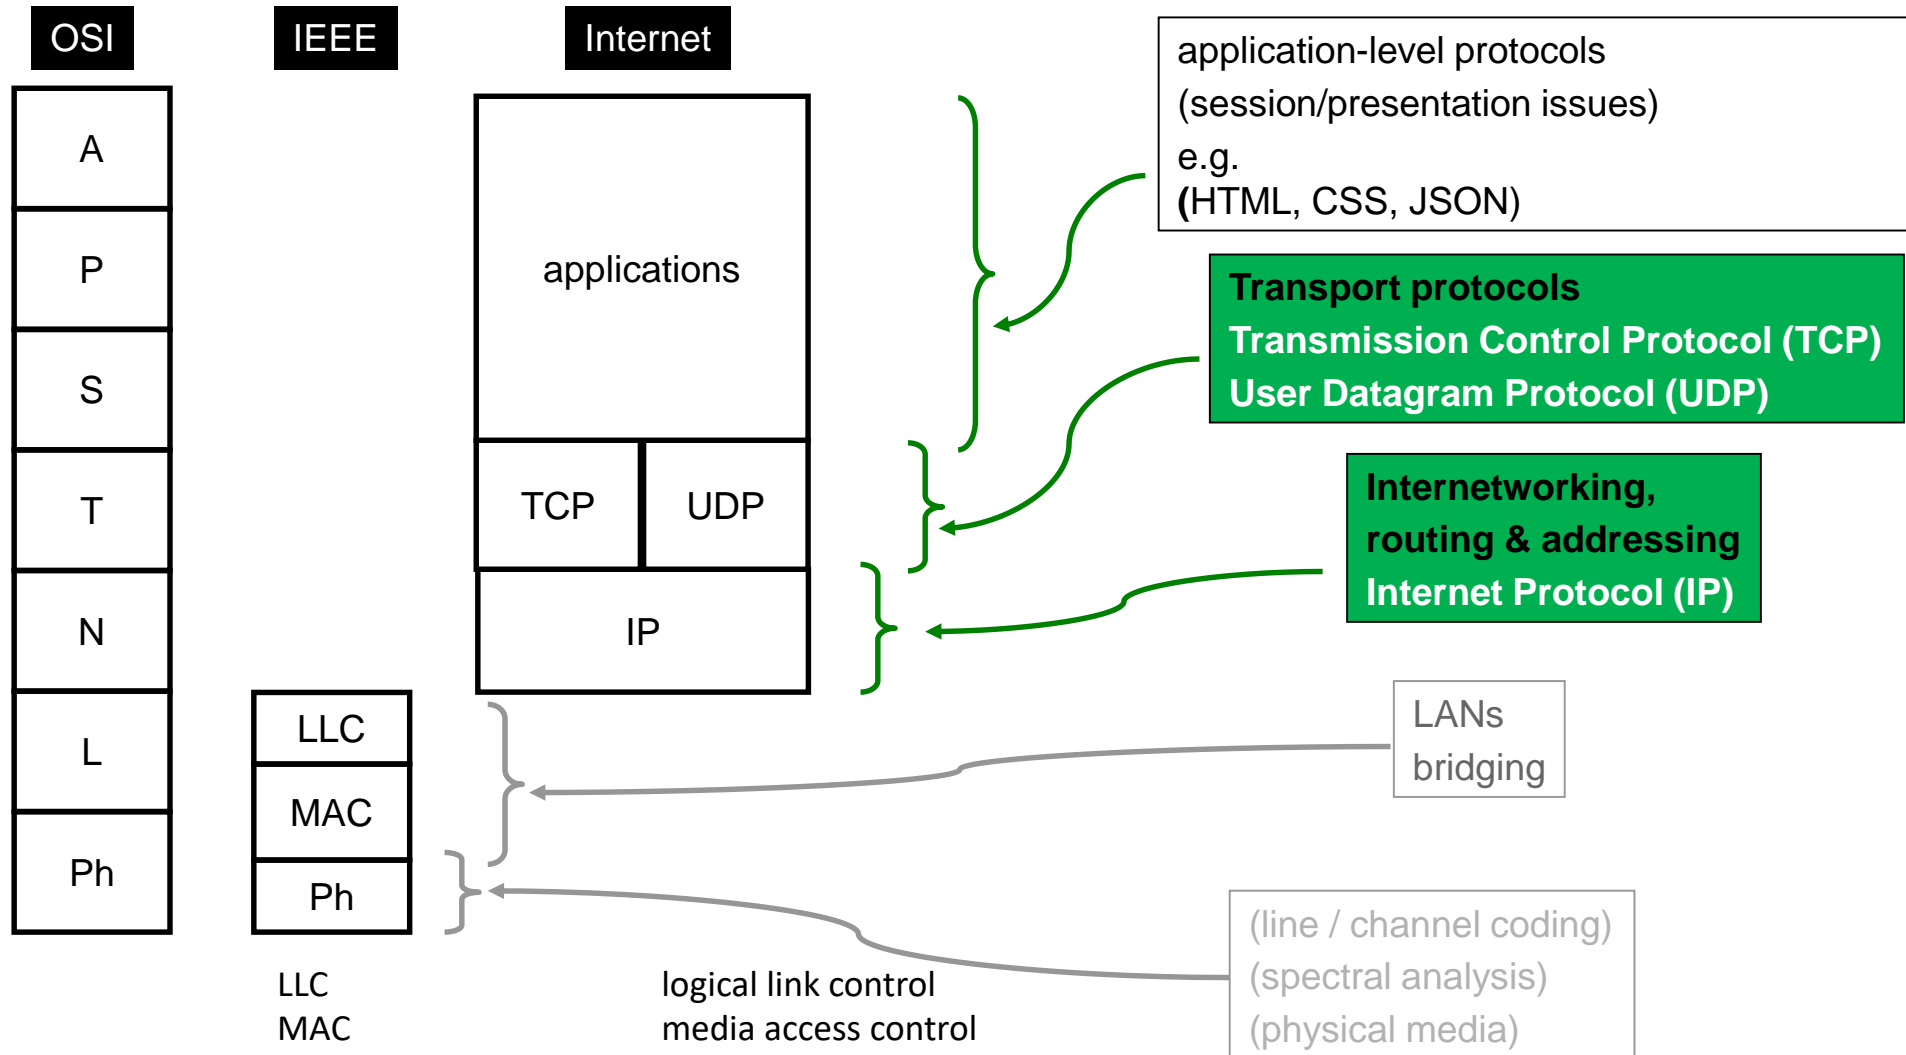 OSI
IEEE
Internet
A
P
S
T
N
L
Ph
LLC
MAC
Ph
applications
TCP
UDP
IP
application-level protocols
(session/presentation issues)
e.g.
(HTML, CSS, JSON)
Transport protocols
Transmission Control Protocol (TCP)
User Datagram Protocol (UDP)
Internetworking,
routing & addressing
Internet Protocol (IP)
LANs
bridging
(line / channel coding)
(spectral analysis)
(physical media)
LLC logical link control
MAC media access control